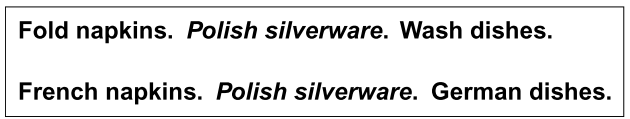 Fold napkins. Polish silverware. Wash dishes.
French napkins. Polish silverware. German dishes.